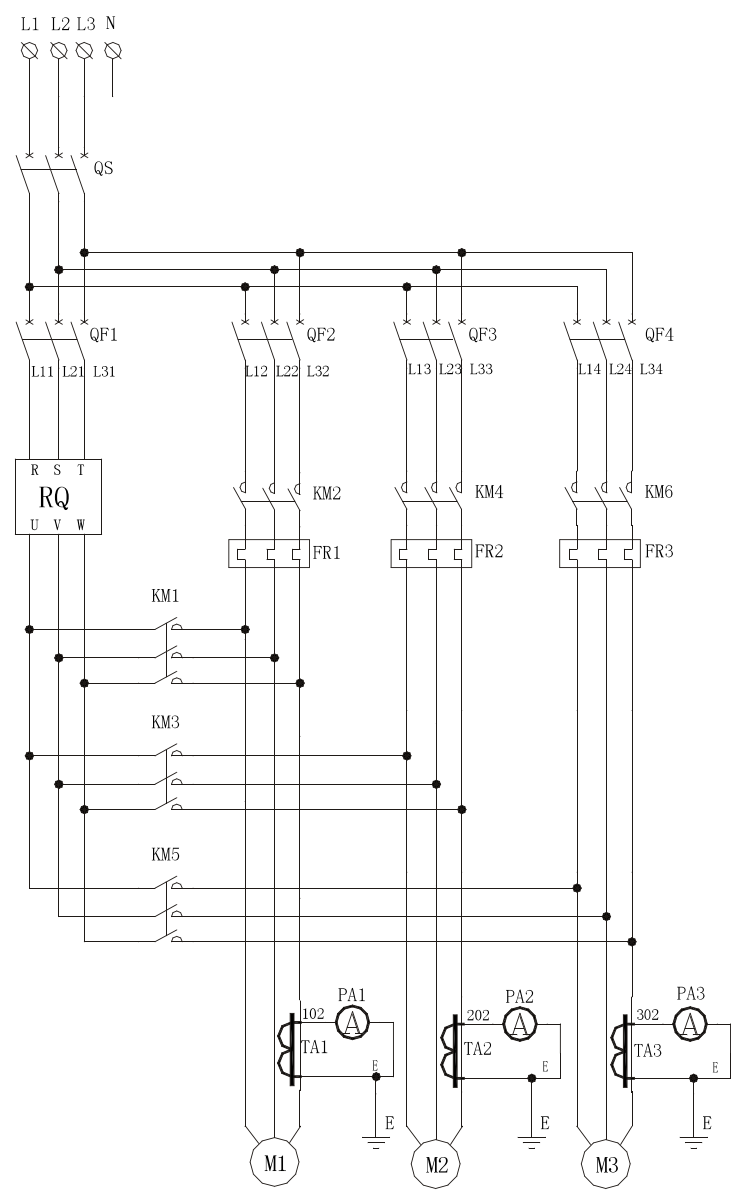 L1 L2 L3 N
QS
QF1 QF2 QF3 QF4
L11 L21 L31 L12 L22 L32 L13 L23 L33 L14 L24 L34
R S T
RQ
U V W
KM2 KM4 KM6
FR1 FR2 FR3
KM1
KM3
KM5
PA1 PA2 PA3
102 202 302
A A A
TA1 TA2 TA3
E E E
E E E
M1 M2 M3